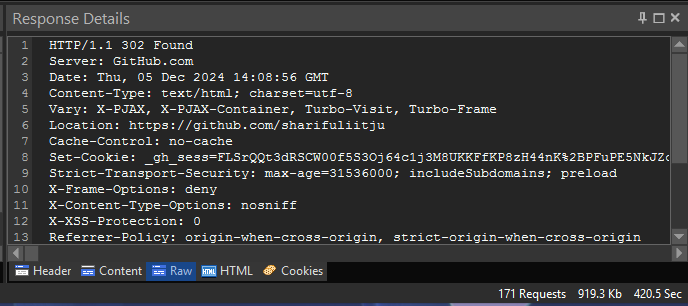 Response Details
1 HTTP/1.1 302 Found
2 Server: GitHub.com
3 Date: Thu, 05 Dec 2024 14:08:56 GMT
4 Content-Type: text/html; charset=utf-8
5 Vary: X-PJAX, X-PJAX-Container, Turbo-Visit, Turbo-Frame
6 Location: https://github.com/sharifuliitju
7 Cache-Control: no-cache
8 Set-Cookie: _gh_sess=FLSrQQt3dRSCW00f5S3Oj64c1j3M8UKKFfKP8zH44nK%2BPFuPE5NkJZc
9 Strict-Transport-Security: max-age=31536000; includeSubdomains; preload
10 X-Frame-Options: deny
11 X-Content-Type-Options: nosniff
12 X-XSS-Protection: 0
13 Referrer-Policy: origin-when-cross-origin, strict-origin-when-cross-origin
Header Content Raw HTML Cookies
171 Requests 919.3 Kb 420.5 Sec